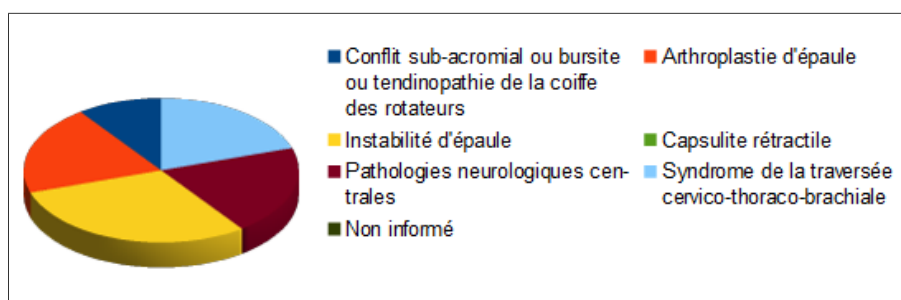 Conflit sub-acromial ou bursite
ou tendinopathie de la coiffe
des rotateurs
Arthroplastie d'épaule
Instabilité d'épaule
Capsulite rétractile
Pathologies neurologiques cen-
trales
Syndrome de la traversée
cervico-thoraco-brachiale
Non informé